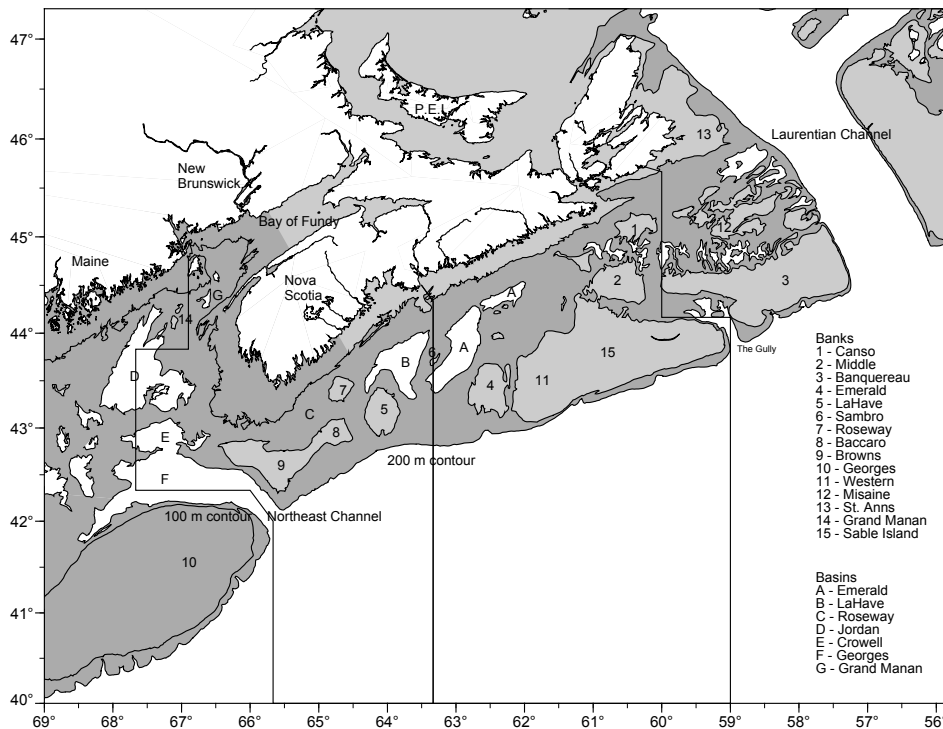 47°
46°
45°
44°
43°
42°
41°
40°
P.E.I.
13
Laurentian Channel
New
Brunswick
Bay of Fundy
1
12
Maine
Nova
Scotia
G
A
2
3
14
The Gully
15
6
B
A
D
7
4
11
5
C
8
E
9
200 m contour
F
100 m contour
Northeast Channel
10
Banks
1 - Canso
2 - Middle
3 - Banquereau
4 - Emerald
5 - LaHave
6 - Sambro
7 - Roseway
8 - Baccaro
9 - Browns
10 - Georges
11 - Western
12 - Misaine
13 - St. Anns
14 - Grand Manan
15 - Sable Island
Basins
A - Emerald
B - LaHave
C - Roseway
D - Jordan
E - Crowell
F - Georges
G - Grand Manan
69° 68° 67° 66° 65° 64° 63° 62° 61° 60° 59° 58° 57° 56°